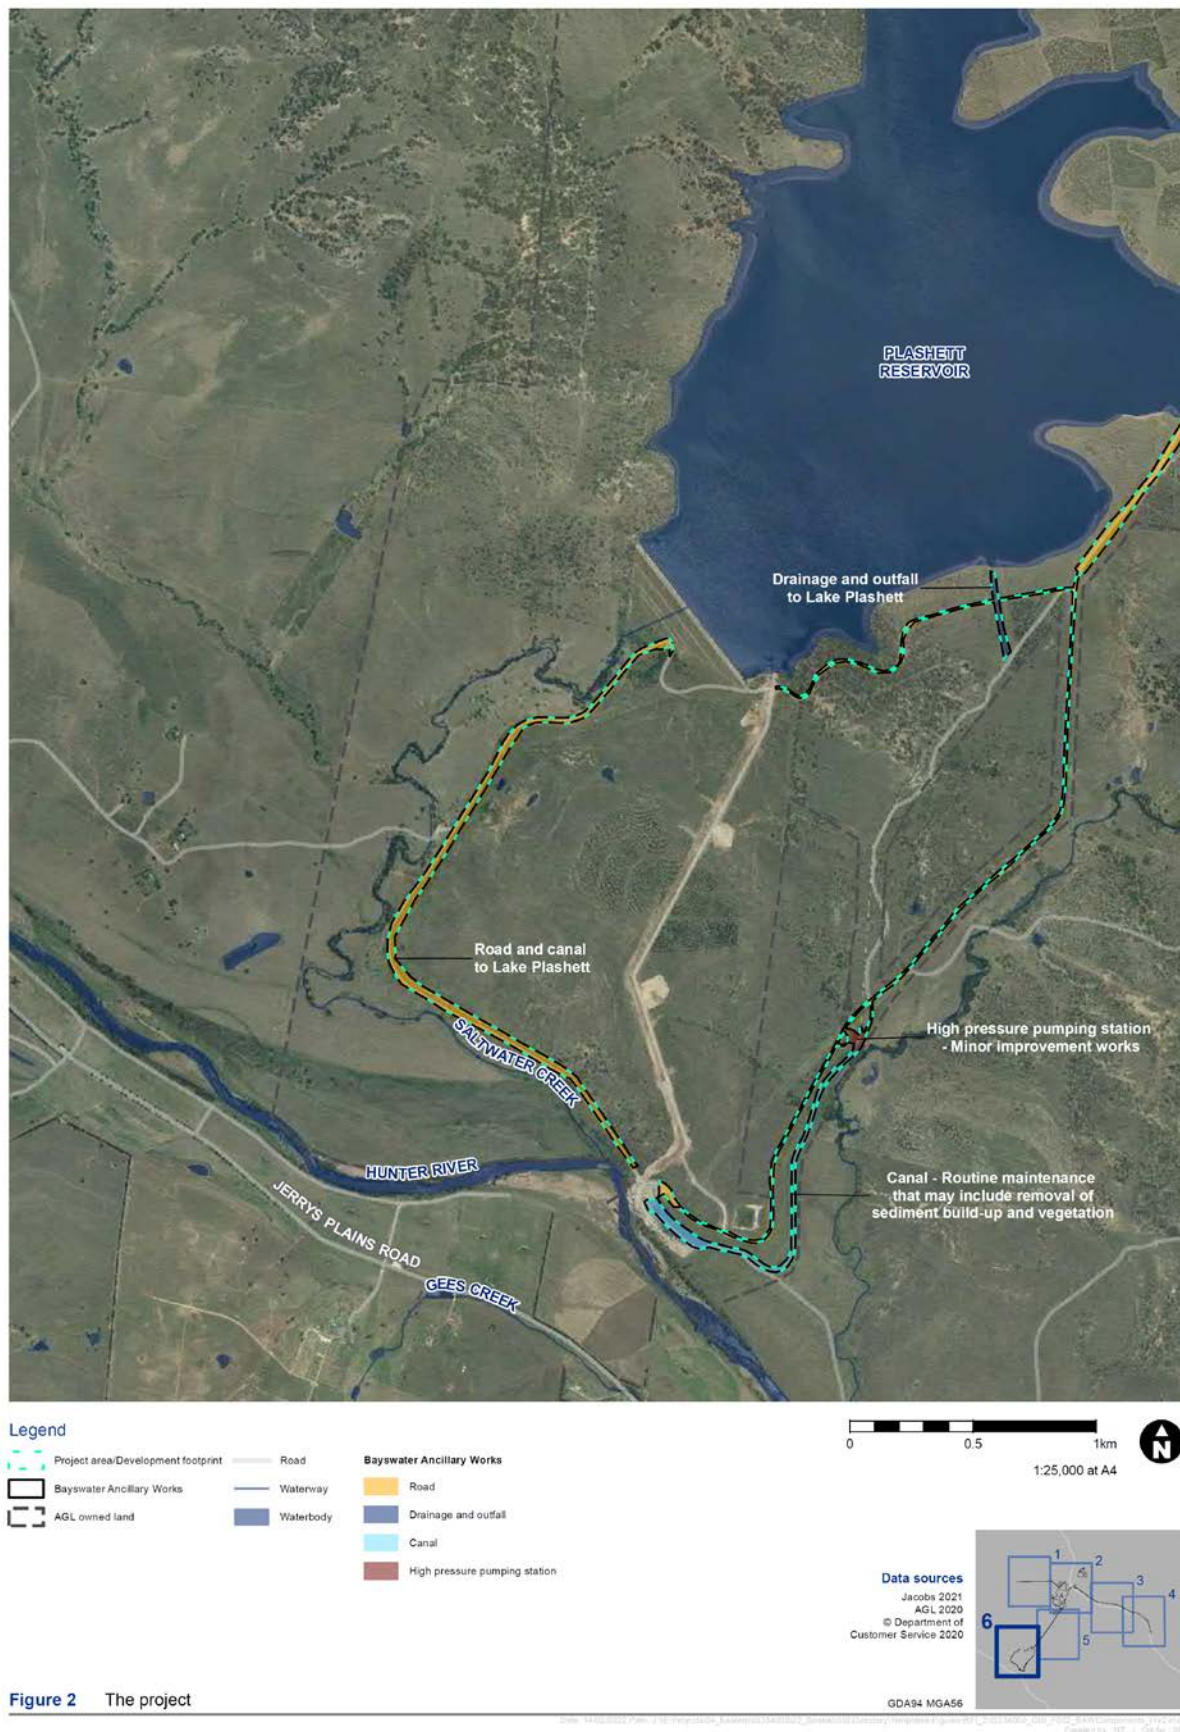 PLASHETT
RESERVOIR
Drainage and outfall
to Lake Plashett
Road and canal
to Lake Plashett
SALTWATER CREEK
High pressure pumping station
- Minor improvement works
HUNTER RIVER
Canal - Routine maintenance
that may include removal of
sediment build-up and vegetation
JERRYS PLAINS ROAD
GEES CREEK
Legend
Project area/Development footprint
Bayswater Ancillary Works
AGL owned land
Road
Waterway
Waterbody
Bayswater Ancillary Works
Road
Drainage and outfall
Canal
High pressure pumping station
0 0.5 1km
1:25,000 at A4
N
Data sources
Jacobs 2021
AGL 2020
© Department of
Customer Service 2020
1
2
3
4
5
6
Figure 2 The project
GDA94 MGA56